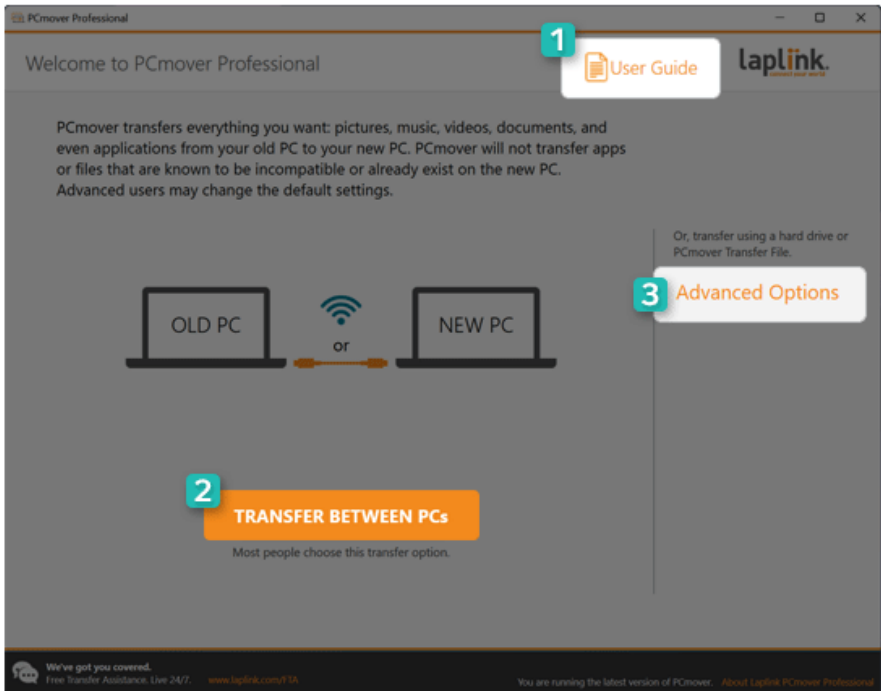 PCmover Professional
Welcome to PCmover Professional
1
User Guide
laplink.
connect your world
PCmover transfers everything you want: pictures, music, videos, documents, and
even applications from your old PC to your new PC. PCmover will not transfer apps
or files that are known to be incompatible or already exist on the new PC.
Advanced users may change the default settings.
Or, transfer using a hard drive or
PCmover Transfer File.
3
Advanced Options
OLD PC
or
NEW PC
2
TRANSFER BETWEEN PCs
Most people choose this transfer option.
We've got you covered.
Free Transfer Assistance. Live 24/7. www.laplink.com/FTA
You are running the latest version of PCmover. About Laplink PCmover Professional